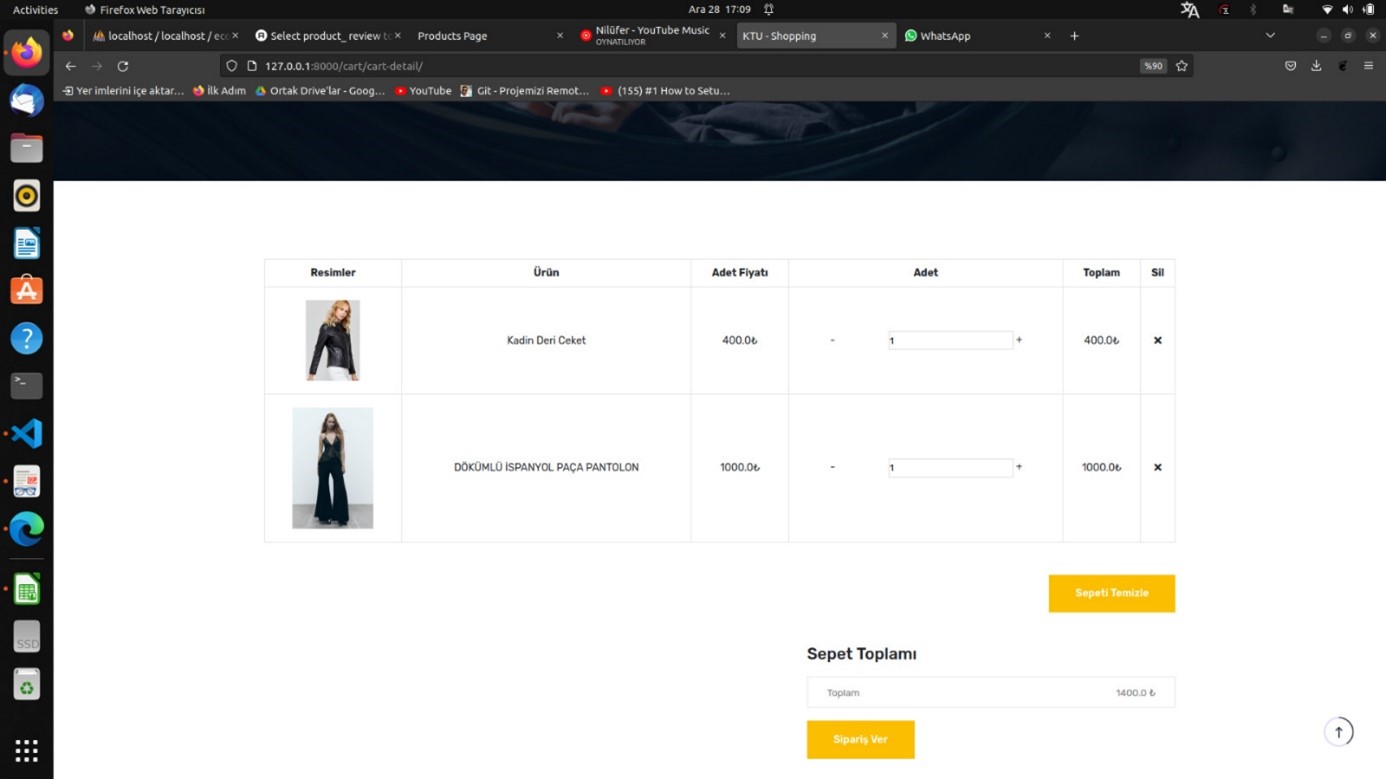 Activities
Firefox Web Tarayıcısı
Ara 28 17:09
localhost / localhost / ecc
Select product_ review to
Products Page
Nilüfer - YouTube Music
OYNATILIYOR
KTU - Shopping
WhatsApp
127.0.0.1:8000/cart/cart-detail/
%90
Yer imlerini içe aktar...
İlk Adım
Ortak Drive'lar - Goog...
YouTube
Git - Projemizi Remot...
(155) #1 How to Setu...
Resimler Ürün Adet Fiyatı Adet Toplam Sil
Kadin Deri Ceket 400.0₺ - 1 + 400.0₺
DÖKÜMLÜ İSPANYOL PAÇA PANTOLON 1000.0₺ - 1 + 1000.0₺
Sepeti Temizle
Sepet Toplamı
Toplam 1400.0 ₺
Sipariş Ver
SSD